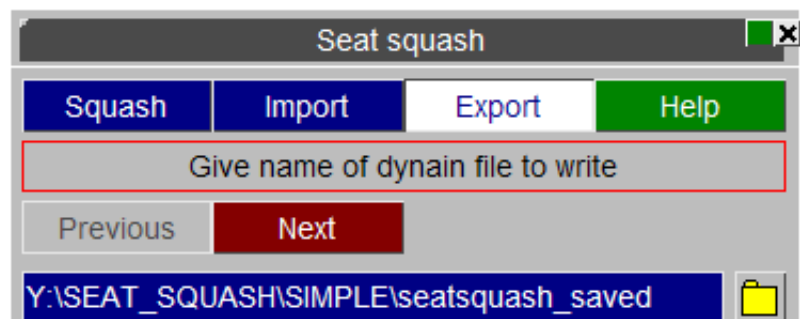 Seat squash
Squash Import Export Help
Give name of dynain file to write
Previous Next
Y:\SEAT_SQUASH\SIMPLE\seatsquash_saved